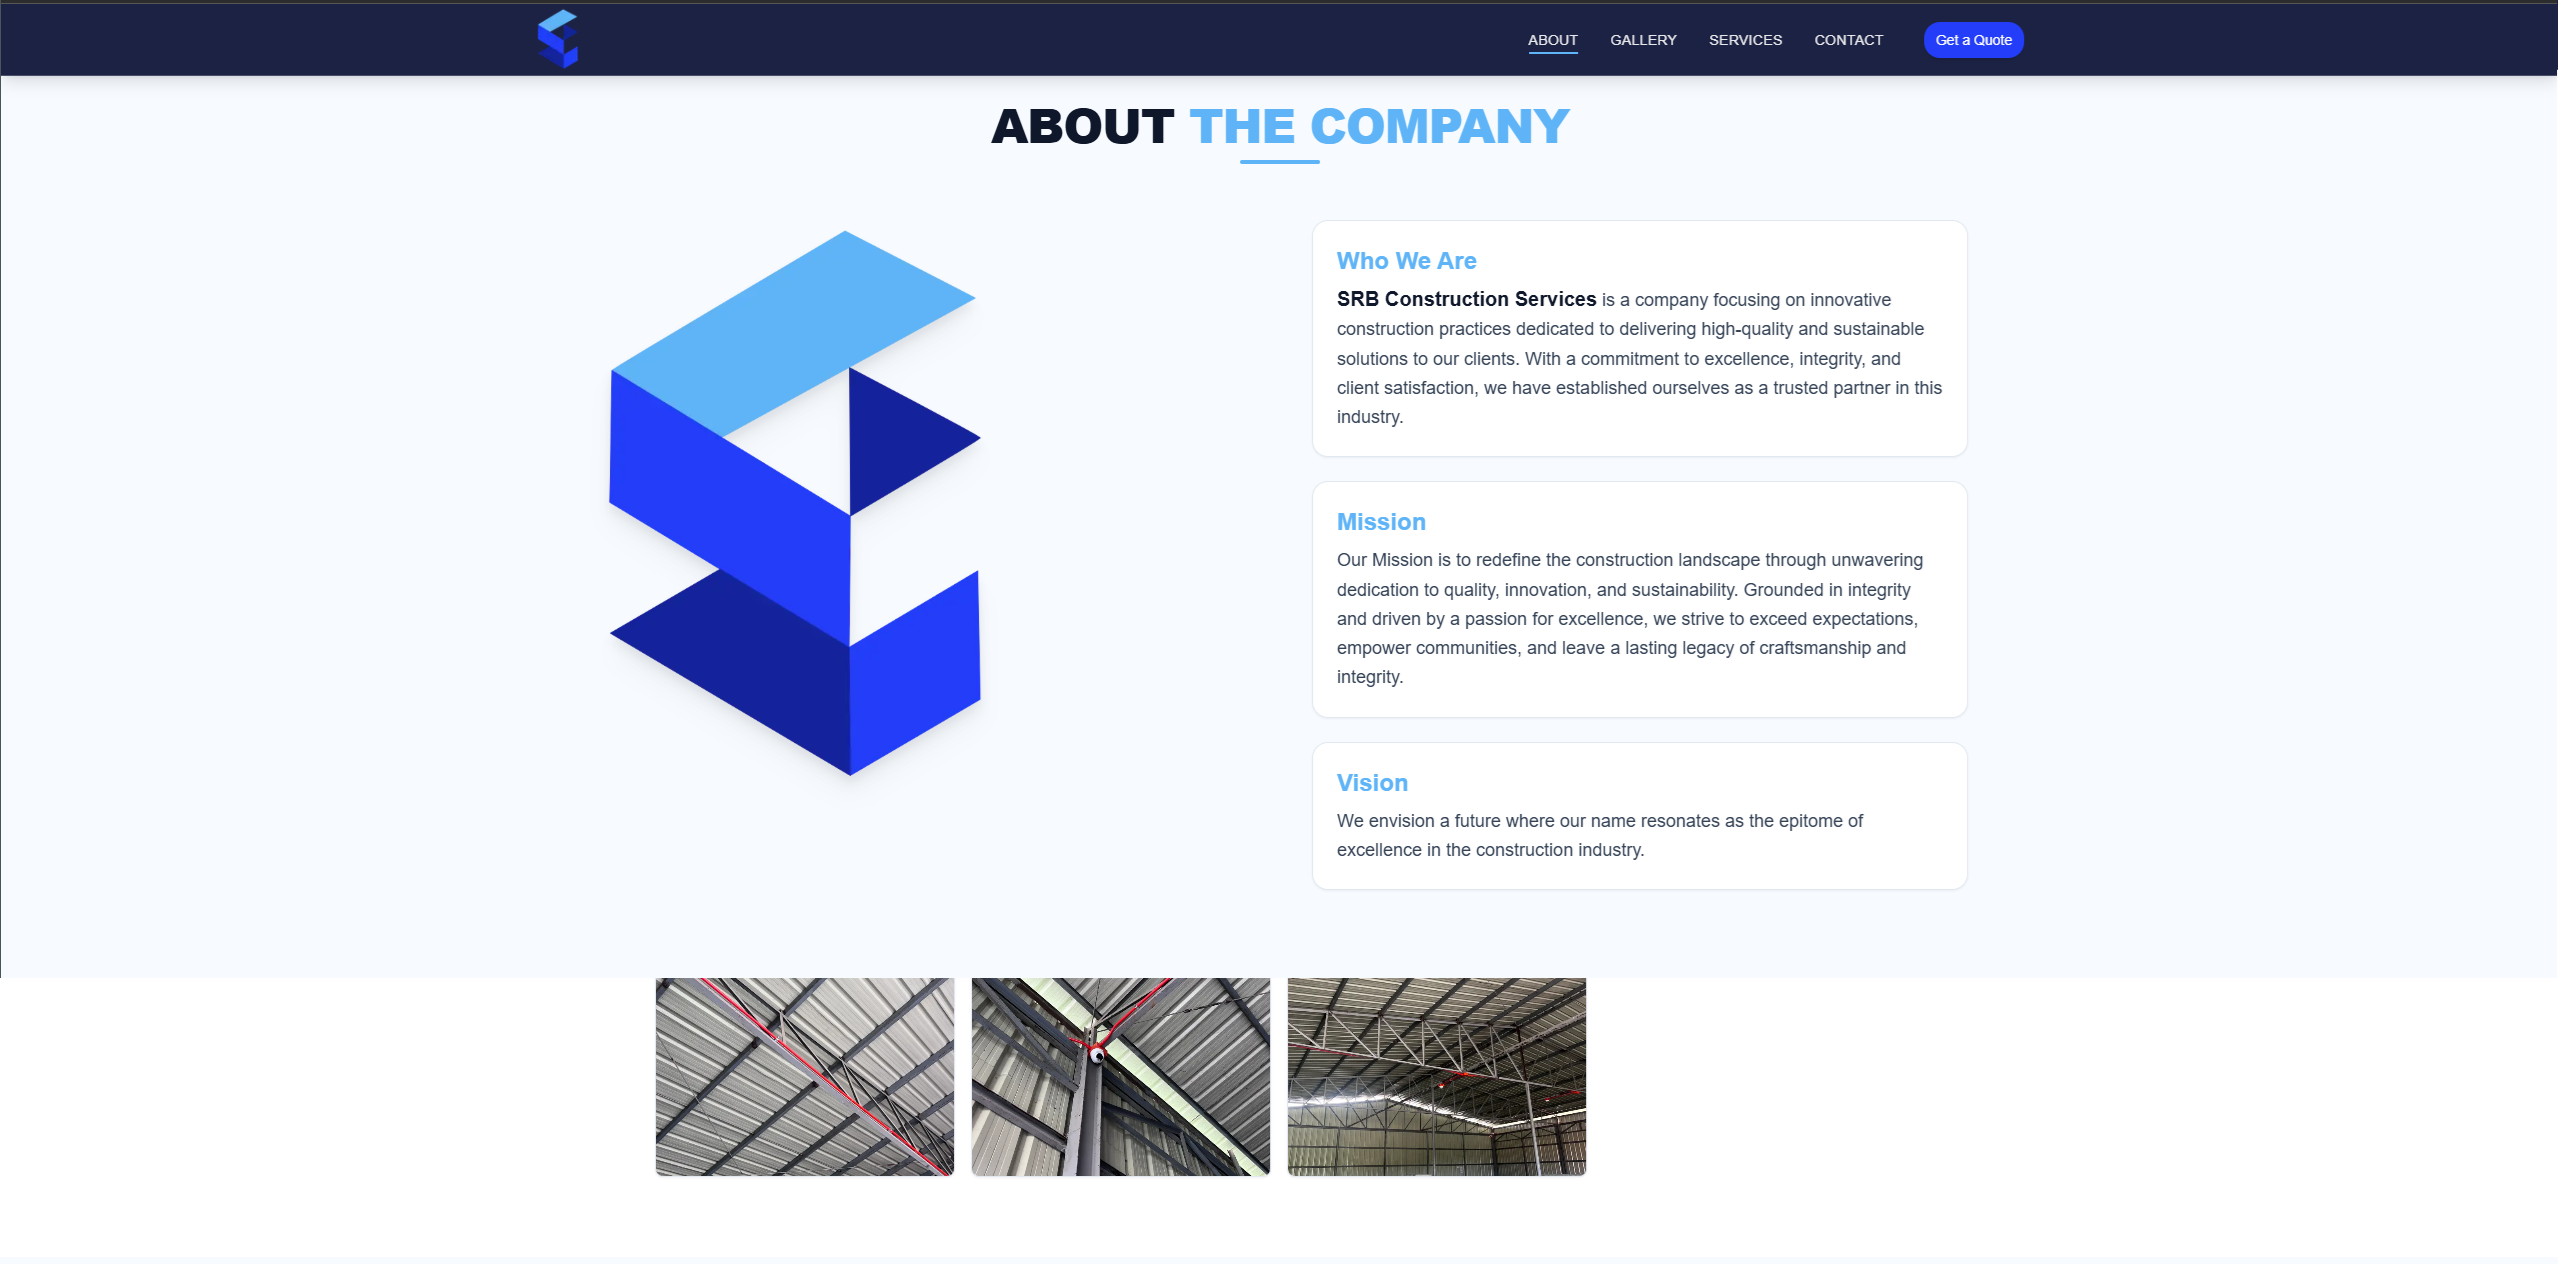 ABOUT GALLERY SERVICES CONTACT Get a Quote
ABOUT THE COMPANY
Who We Are
SRB Construction Services is a company focusing on innovative
construction practices dedicated to delivering high-quality and sustainable
solutions to our clients. With a commitment to excellence, integrity, and
client satisfaction, we have established ourselves as a trusted partner in this
industry.
Mission
Our Mission is to redefine the construction landscape through unwavering
dedication to quality, innovation, and sustainability. Grounded in integrity
and driven by a passion for excellence, we strive to exceed expectations,
empower communities, and leave a lasting legacy of craftsmanship and
integrity.
Vision
We envision a future where our name resonates as the epitome of
excellence in the construction industry.